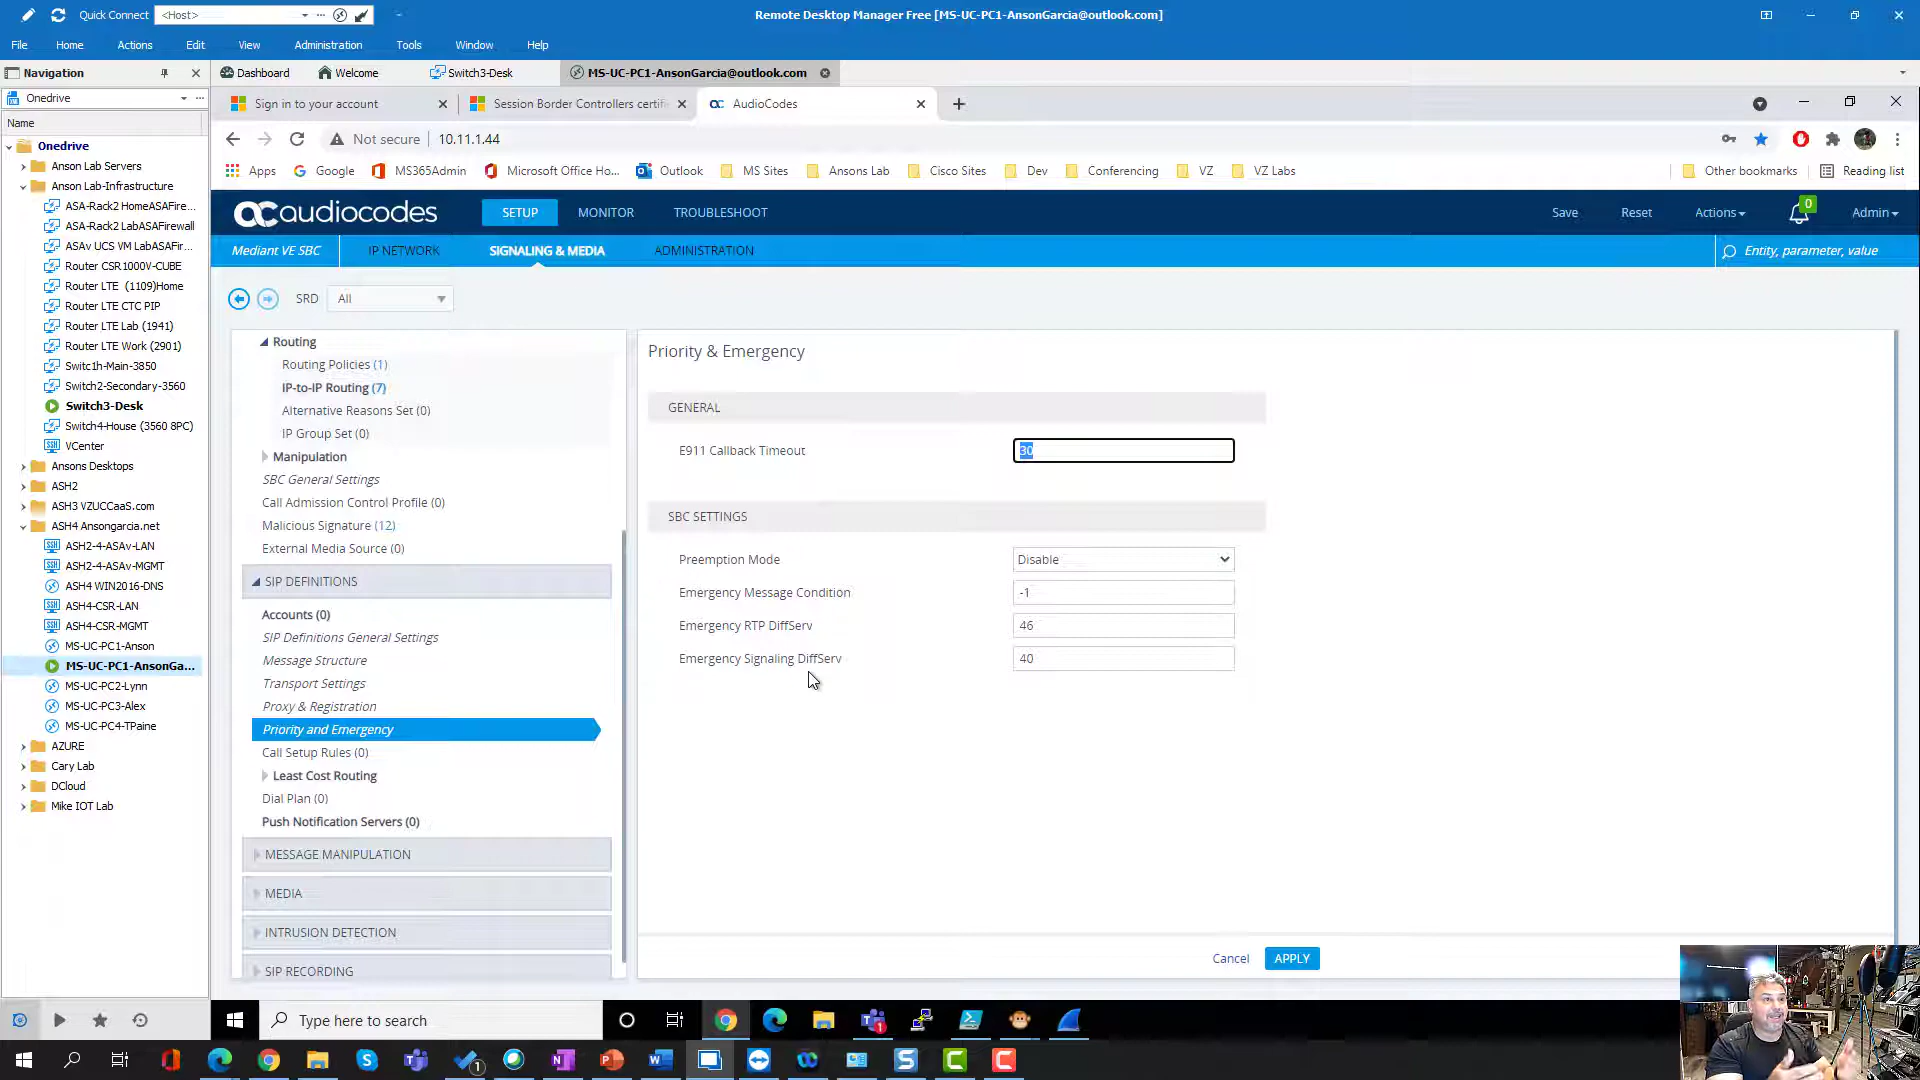 Quick Connect <Host>
Remote Desktop Manager Free [MS-UC-PC1-AnsonGarcia@outlook.com]
File Home Actions Edit View Administration Tools Window Help
Navigation
Dashboard Welcome Switch3-Desk MS-UC-PC1-AnsonGarcia@outlook.com
Onedrive
Name
Onedrive
Anson Lab Servers
Anson Lab-Infrastructure
ASA-Rack2 HomeASAFire...
ASA-Rack2 LabASAFirewall
ASAv UCS VM LabASAFir...
Router CSR1000V-CUBE
Router LTE (1109)Home
Router LTE CTC PIP
Router LTE Lab (1941)
Router LTE Work (2901)
Switc1h-Main-3850
Switch2-Secondary-3560
Switch3-Desk
Switch4-House (3560 8PC)
VCenter
Ansons Desktops
ASH2
ASH3 VZUCCaaS.com
ASH4 Ansongarcia.net
ASH2-4-ASAv-LAN
ASH2-4-ASAv-MGMT
ASH4 WIN2016-DNS
ASH4-CSR-LAN
ASH4-CSR-MGMT
MS-UC-PC1-Anson
MS-UC-PC1-AnsonGa...
MS-UC-PC2-Lynn
MS-UC-PC3-Alex
MS-UC-PC4-TPaine
AZURE
Cary Lab
DCloud
Mike IOT Lab
Sign in to your account
Session Border Controllers certifi
AudioCodes
Not secure 10.11.1.44
Apps Google MS365Admin Microsoft Office Ho... Outlook MS Sites Ansons Lab Cisco Sites Dev Conferencing VZ VZ Labs Other bookmarks Reading list
audiocodes SETUP MONITOR TROUBLESHOOT Save Reset Actions 0 Admin
Mediant VE SBC IP NETWORK SIGNALING & MEDIA ADMINISTRATION Entity, parameter, value
SRD All
Routing
Routing Policies (1)
IP-to-IP Routing (7)
Alternative Reasons Set (0)
IP Group Set (0)
Manipulation
SBC General Settings
Call Admission Control Profile (0)
Malicious Signature (12)
External Media Source (0)
SIP DEFINITIONS
Accounts (0)
SIP Definitions General Settings
Message Structure
Transport Settings
Proxy & Registration
Priority and Emergency
Call Setup Rules (0)
Least Cost Routing
Dial Plan (0)
Push Notification Servers (0)
MESSAGE MANIPULATION
MEDIA
INTRUSION DETECTION
SIP RECORDING
Priority & Emergency
GENERAL
E911 Callback Timeout 30
SBC SETTINGS
Preemption Mode Disable
Emergency Message Condition -1
Emergency RTP DiffServ 46
Emergency Signaling DiffServ 40
Cancel APPLY
Type here to search